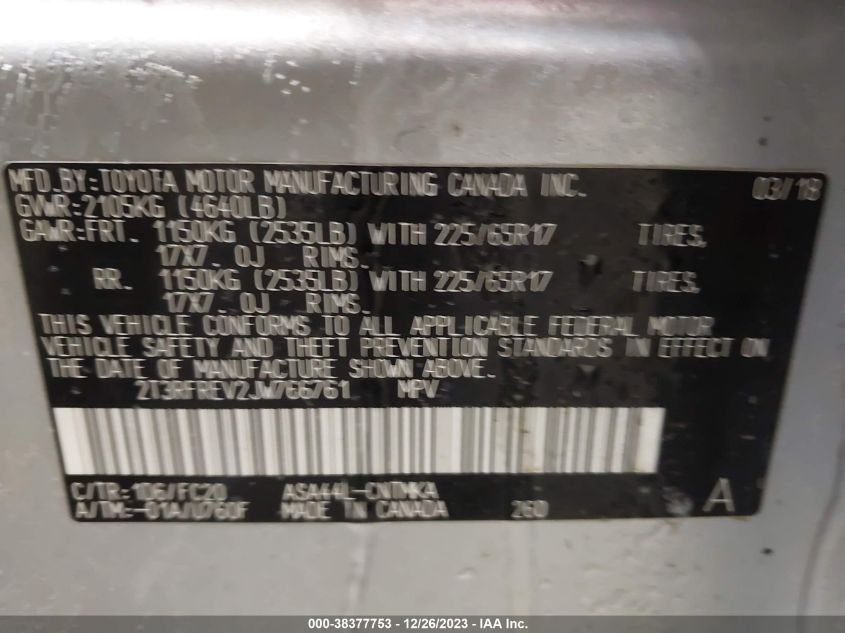 MFD.BY:TOYOTA MOTOR MANUFACTURING CANADA INC. 03/18
GVWR:2105KG (4640LB)
GAWR:FRT. 1150KG (2535LB) WITH 225/65R17 TIRES,
17X7.0J RIMS.
RR. 1150KG (2535LB) WITH 225/65R17 TIRES,
17X7.0J RIMS.
THIS VEHICLE CONFORMS TO ALL APPLICABLE FEDERAL MOTOR
VEHICLE SAFETY AND THEFT PREVENTION STANDARDS IN EFFECT ON
THE DATE OF MANUFACTURE SHOWN ABOVE.
2T3RFREV2JW766761 MPV
C/TR:1D6/FC20 ASA44L-CNTMKA
A/TM:-01A/U760F MADE IN CANADA 260 A
000-38377753 - 12/26/2023 - IAA Inc.